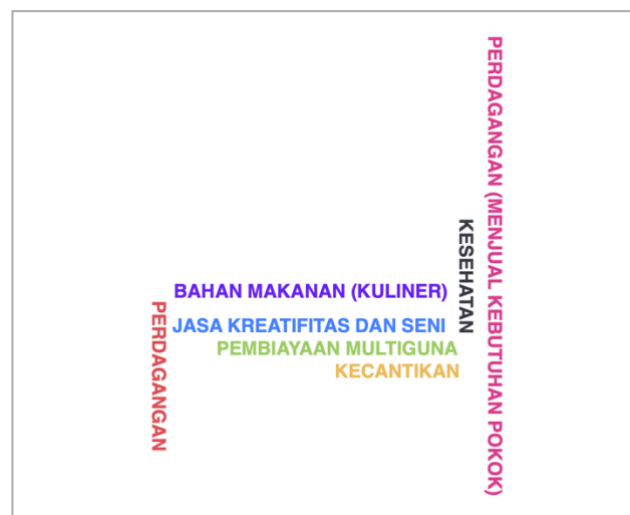 PERDAGANGAN (MENJUAL KEBUTUHAN POKOK)
KESEHATAN
BAHAN MAKANAN (KULINER)
PERDAGANGAN
JASA KREATIFITAS DAN SENI
PEMBIAYAAN MULTIGUNA
KECANTIKAN